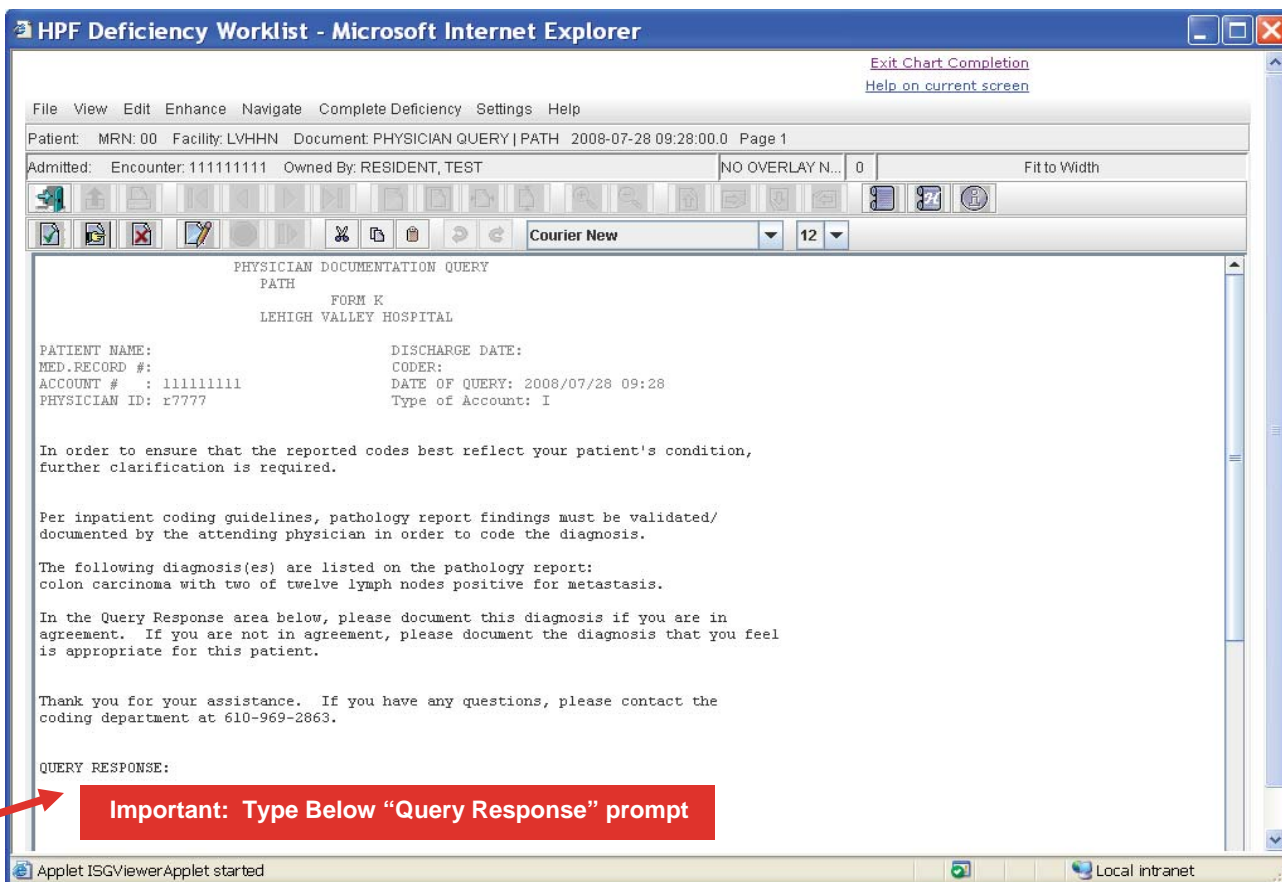 HPF Deficiency Worklist - Microsoft Internet Explorer
Exit Chart Completion
Help on current screen
File View Edit Enhance Navigate Complete Deficiency Settings Help
Patient: MRN: 00 Facility: LVHHN Document: PHYSICIAN QUERY | PATH 2008-07-28 09:28:00.0 Page 1
Admitted: Encounter: 111111111 Owned By: RESIDENT, TEST NO OVERLAY N... 0 Fit to Width
Courier New 12
PHYSICIAN DOCUMENTATION QUERY
PATH
FORM K
LEHIGH VALLEY HOSPITAL
PATIENT NAME: DISCHARGE DATE:
MED.RECORD #: CODER:
ACCOUNT # : 111111111 DATE OF QUERY: 2008/07/28 09:28
PHYSICIAN ID: r7777 Type of Account: I
In order to ensure that the reported codes best reflect your patient's condition,
further clarification is required.
Per inpatient coding guidelines, pathology report findings must be validated/
documented by the attending physician in order to code the diagnosis.
The following diagnosis(es) are listed on the pathology report:
colon carcinoma with two of twelve lymph nodes positive for metastasis.
In the Query Response area below, please document this diagnosis if you are in
agreement. If you are not in agreement, please document the diagnosis that you feel
is appropriate for this patient.
Thank you for your assistance. If you have any questions, please contact the
coding department at 610-969-2863.
QUERY RESPONSE:
Important: Type Below “Query Response” prompt
Applet ISGViewerApplet started Local intranet